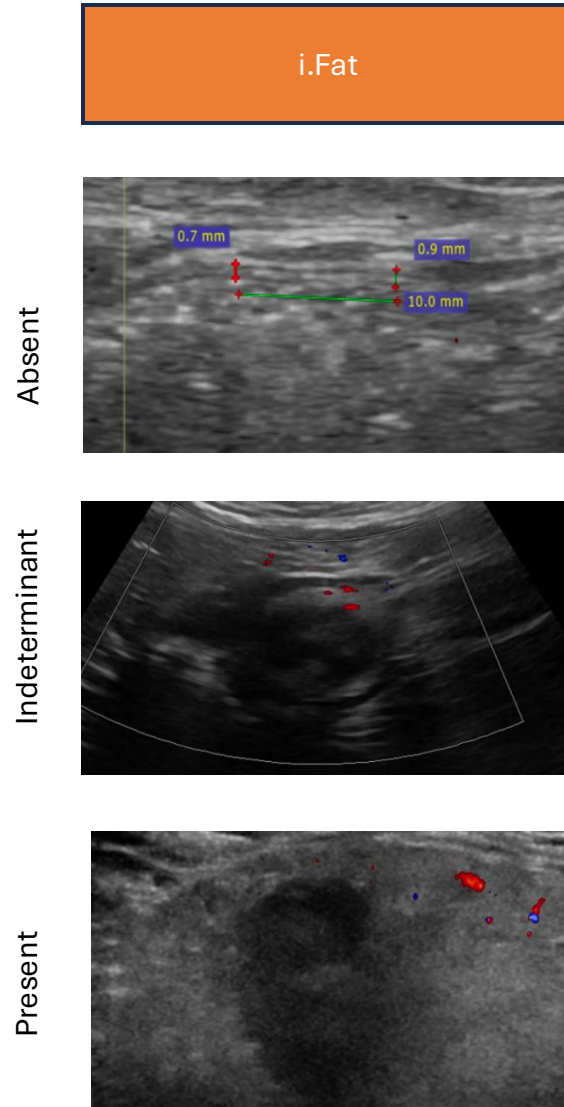 i.Fat
Absent
0.7 mm
0.9 mm
10.0 mm
Indeterminant
Present